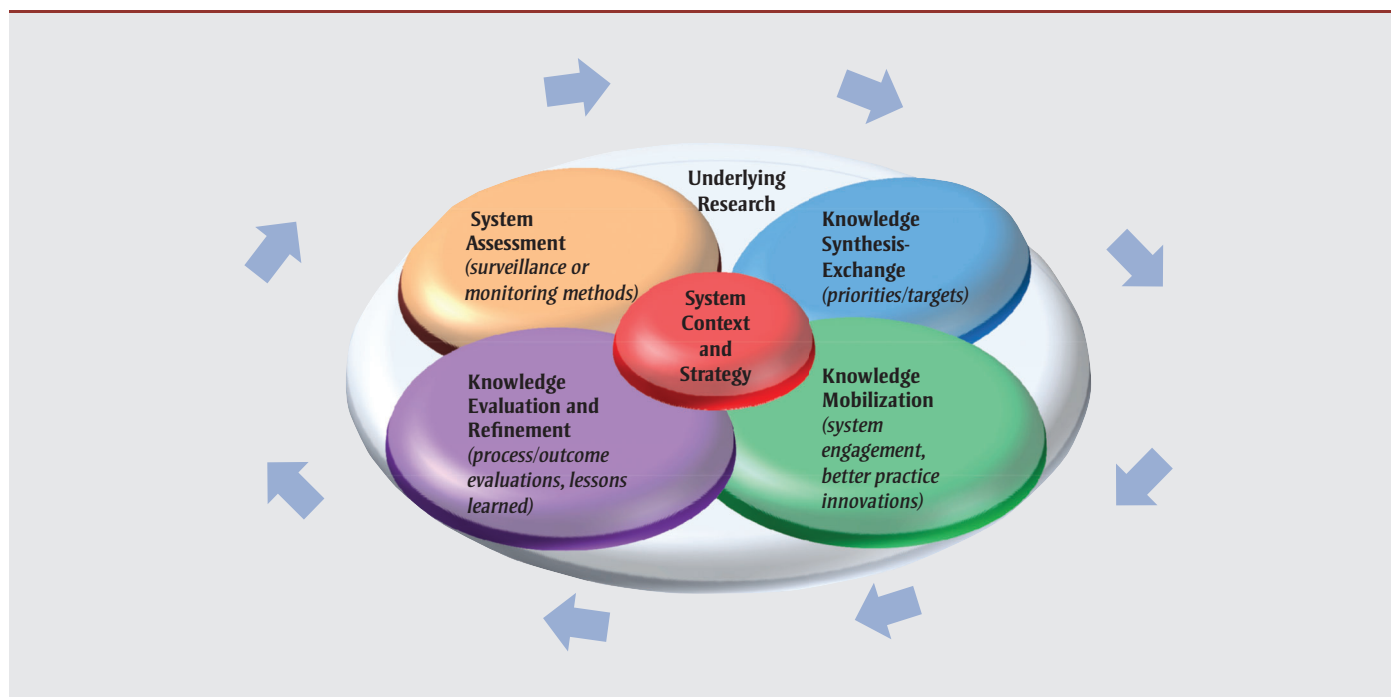 Underlying
Research
System
Assessment
(surveillance or
monitoring methods)
Knowledge
Synthesis-
Exchange
(priorities/targets)
System
Context
and
Strategy
Knowledge
Evaluation and
Refinement
(process/outcome
evaluations, lessons
learned)
Knowledge
Mobilization
(system
engagement,
better practice
innovations)